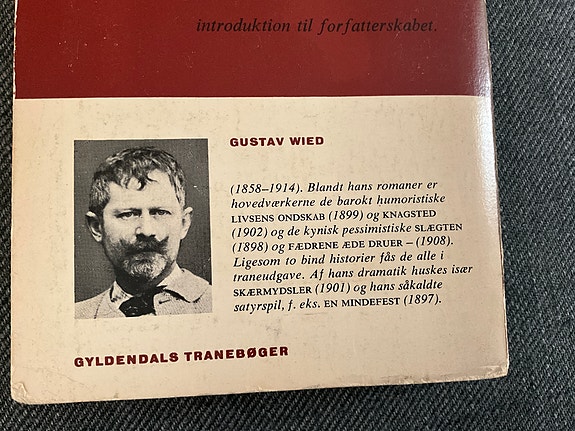 introduktion til forfatterskabet.
GUSTAV WIED
(1858–1914). Blandt hans romaner er
hovedværkerne de barokt humoristiske
LIVSENS ONDSKAB (1899) og KNAGSTED
(1902) og de kynisk pessimistiske SLÆGTEN
(1898) og FÆDRENE ÆDE DRUER – (1908).
Ligesom to bind historier fås de alle i
traneudgave. Af hans dramatik huskes især
SKÆRMYDSLER (1901) og hans såkaldte
satyrspil, f. eks. EN MINDEFEST (1897).
GYLDENDALS TRANEBØGER